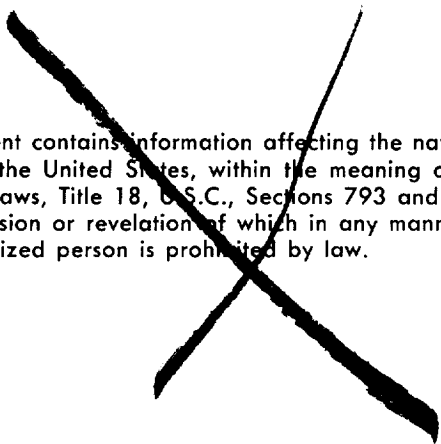 ent contains information affecting the na
the United States, within the meaning o
aws, Title 18, U.S.C., Sections 793 and
sion or revelation of which in any mann
ized person is prohibited by law.